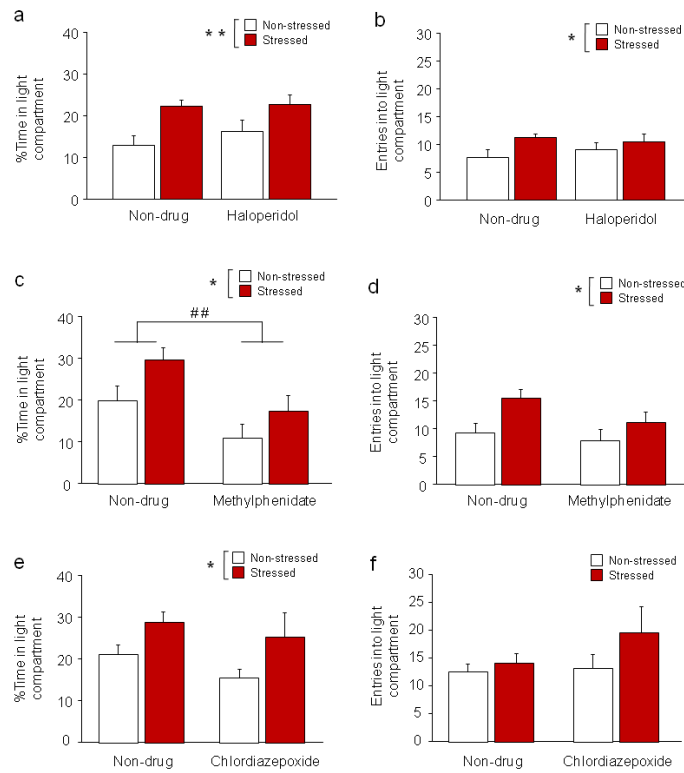 a
* *
Non-stressed
Stressed
%Time in light
compartment
40
30
20
10
0
Non-drug
Haloperidol
b
*
Non-stressed
Stressed
Entries into light
compartment
30
25
20
15
10
5
0
Non-drug
Haloperidol
c
*
Non-stressed
Stressed
##
%Time in light
compartment
40
30
20
10
0
Non-drug
Methylphenidate
d
*
Non-stressed
Stressed
Entries into light
compartment
30
25
20
15
10
5
0
Non-drug
Methylphenidate
e
*
Non-stressed
Stressed
%Time in light
compartment
40
30
20
10
0
Non-drug
Chlordiazepoxide
f
Non-stressed
Stressed
Entries into light
compartment
30
25
20
15
10
5
0
Non-drug
Chlordiazepoxide